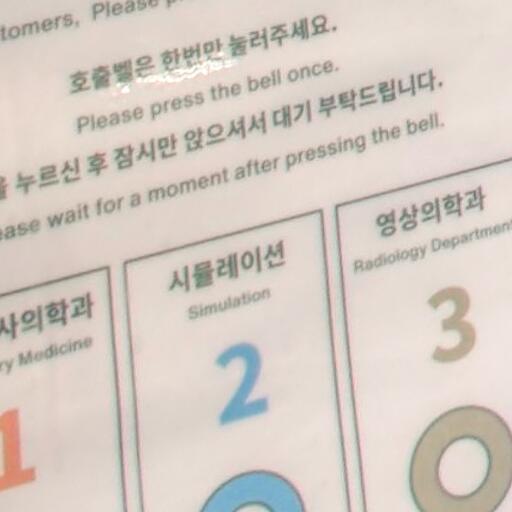 tomers, Please
호출벨은 한번만 눌러주세요.
Please press the bell once.
누르신 후 잠시만 앉으셔서 대기 부탁드립니다.
ease wait for a moment after pressing the bell.
사의학과
ry Medicine
1
시뮬레이션
Simulation
2
영상의학과
Radiology Department
3